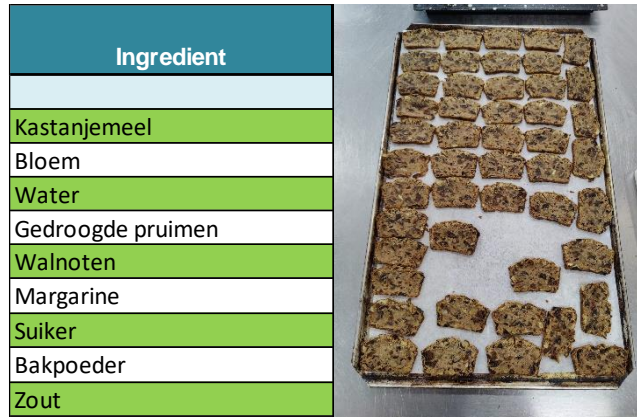 Ingredient
Kastanjemeel
Bloem
Water
Gedroogde pruimen
Walnoten
Margarine
Suiker
Bakpoeder
Zout